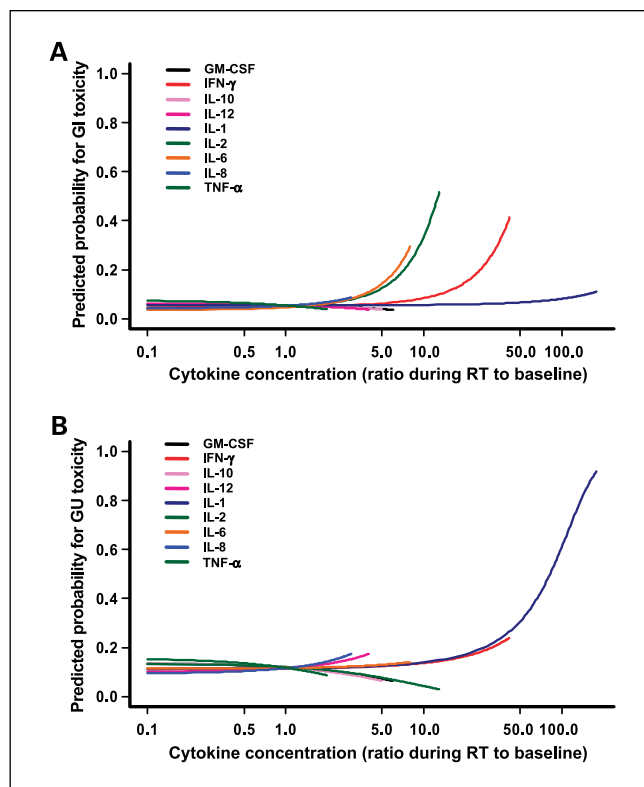 A
Predicted probability for GI toxicity
1.0
0.8
0.6
0.4
0.2
0.0
GM-CSF
IFN-γ
IL-10
IL-12
IL-1
IL-2
IL-6
IL-8
TNF-α
0.1 0.5 1.0 5.0 10.0 50.0 100.0
Cytokine concentration (ratio during RT to baseline)
B
Predicted probability for GU toxicity
1.0
0.8
0.6
0.4
0.2
0.0
GM-CSF
IFN-γ
IL-10
IL-12
IL-1
IL-2
IL-6
IL-8
TNF-α
0.1 0.5 1.0 5.0 10.0 50.0 100.0
Cytokine concentration (ratio during RT to baseline)